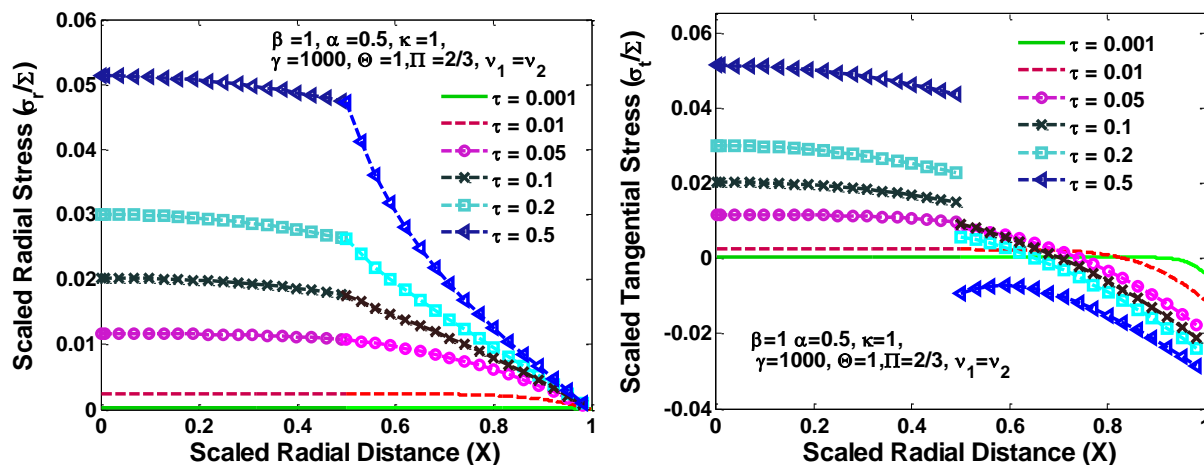 0.06
0.05
0.04
0.03
0.02
0.01
0
0 0.2 0.4 0.6 0.8 1
Scaled Radial Stress (σr/Σ)
Scaled Radial Distance (X)
β =1, α =0.5, κ =1,
γ =1000, Θ =1,Π =2/3, ν1 =ν2
τ = 0.001
τ = 0.01
τ = 0.05
τ = 0.1
τ = 0.2
τ = 0.5
0.06
0.04
0.02
0
-0.02
-0.04
0 0.2 0.4 0.6 0.8 1
Scaled Tangential Stress (σt/Σ)
Scaled Radial Distance (X)
τ = 0.001
τ = 0.01
τ = 0.05
τ = 0.1
τ = 0.2
τ = 0.5
β=1 α=0.5, κ=1,
γ=1000, Θ=1,Π=2/3, ν1=ν2